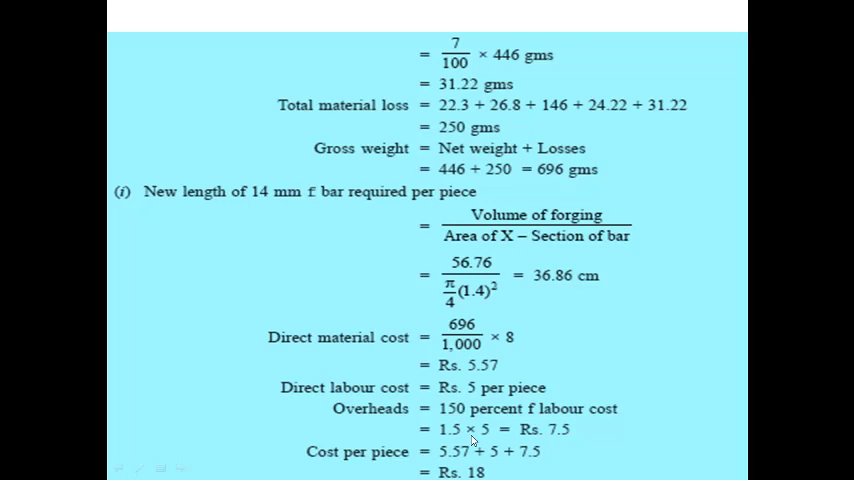 = 7/100 × 446 gms
= 31.22 gms
Total material loss = 22.3 + 26.8 + 146 + 24.22 + 31.22
= 250 gms
Gross weight = Net weight + Losses
= 446 + 250 = 696 gms
(i) New length of 14 mm f bar required per piece
= Volume of forging / Area of X – Section of bar
= 56.76 / π/4 (1.4)² = 36.86 cm
Direct material cost = 696/1,000 × 8
= Rs. 5.57
Direct labour cost = Rs. 5 per piece
Overheads = 150 percent f labour cost
= 1.5 × 5 = Rs. 7.5
Cost per piece = 5.57 + 5 + 7.5
= Rs. 18